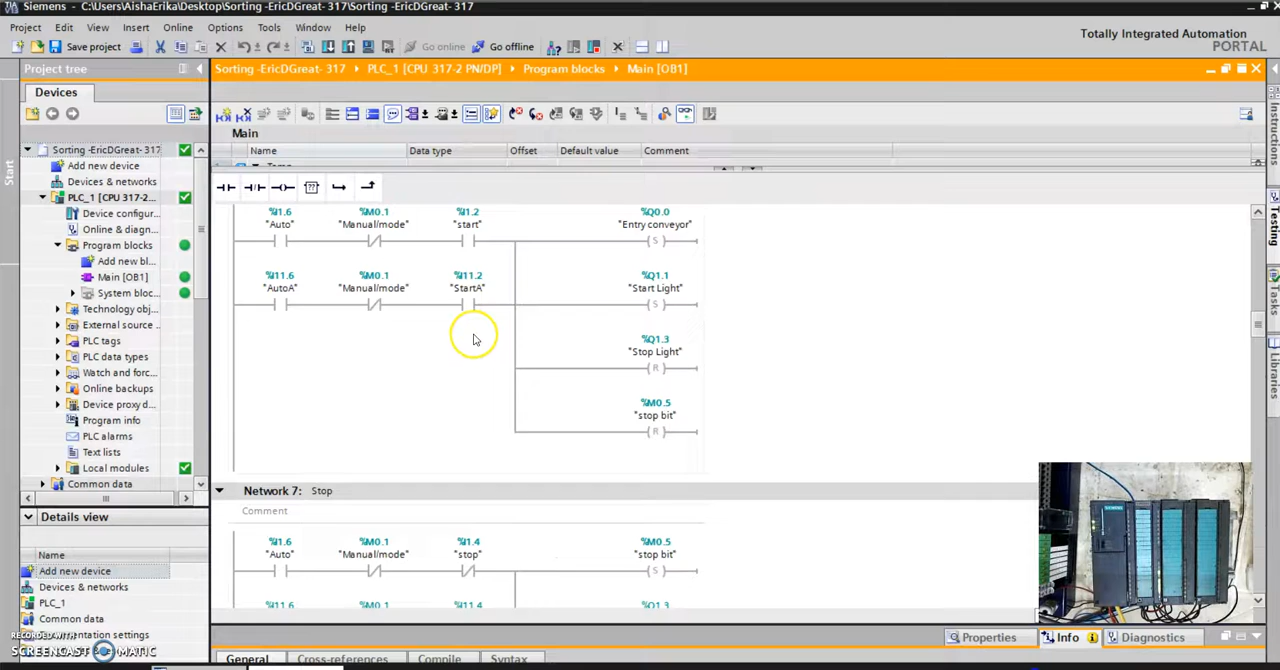 Siemens - C:\Users\AishaErika\Desktop\Sorting -EricDGreat- 317\Sorting -EricDGreat- 317
Project Edit View Insert Online Options Tools Window Help
Totally Integrated Automation
PORTAL
Save project Go online Go offline
Project tree
Sorting -EricDGreat- 317 PLC_1 [CPU 317-2 PN/DP] Program blocks Main [OB1]
Devices
Start
Sorting -EricDGreat- 317
Add new device
Devices & networks
PLC_1 [CPU 317-2...
Device configur...
Online & diagn...
Program blocks
Add new bl...
Main [OB1]
System bloc...
Technology obj...
External source ...
PLC tags
PLC data types
Watch and forc...
Online backups
Device proxy d...
Program info
PLC alarms
Text lists
Local modules
Common data
Details view
Name
Add new device
Devices & networks
PLC_1
Common data
RECORDED WITH
SCREENCAST MATIC
Main
Name Data type Offset Default value Comment
Temp
??
%I1.6 %M0.1 %I1.2 %Q0.0
"Auto" "Manual/mode" "start" "Entry conveyor"
S
%I11.6 %M0.1 %I11.2 %Q1.1
"AutoA" "Manual/mode" "StartA" "Start Light"
S
%Q1.3
"Stop Light"
R
%M0.5
"stop bit"
R
Network 7: Stop
Comment
%I1.6 %M0.1 %I1.4 %M0.5
"Auto" "Manual/mode" "stop" "stop bit"
S
%I11.6 %M0.1 %I11.4 %Q1.3
Properties Info Diagnostics
General Cross-references Compile Syntax
Instructions
Testing
Tasks
Libraries
SIEMENS